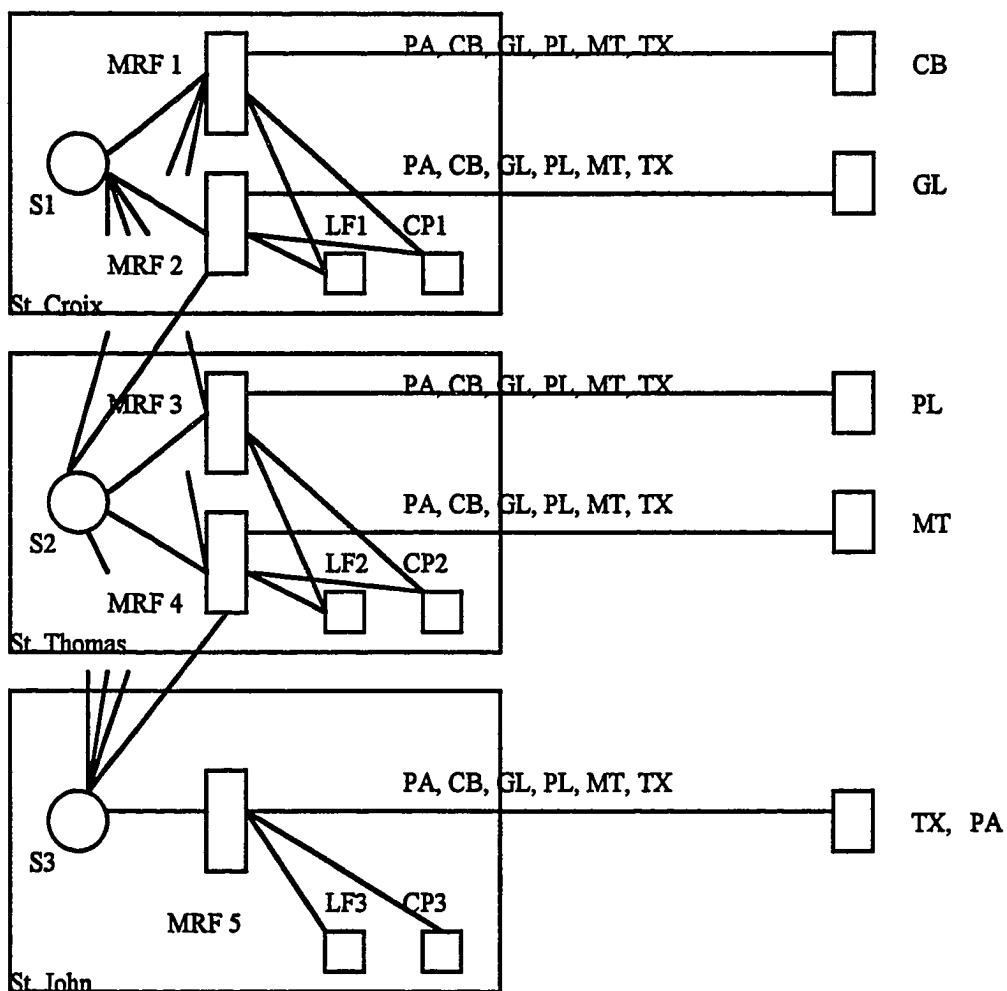 PA, CB, GL, PL, MT, TX
MRF 1
CB
PA, CB, GL, PL, MT, TX
GL
S1
LF1
CP1
MRF 2
St. Croix
MRF 3
PA, CB, GL, PL, MT, TX
PL
PA, CB, GL, PL, MT, TX
MT
S2
LF2
CP2
MRF 4
St. Thomas
PA, CB, GL, PL, MT, TX
TX, PA
S3
LF3
CP3
MRF 5
St. John